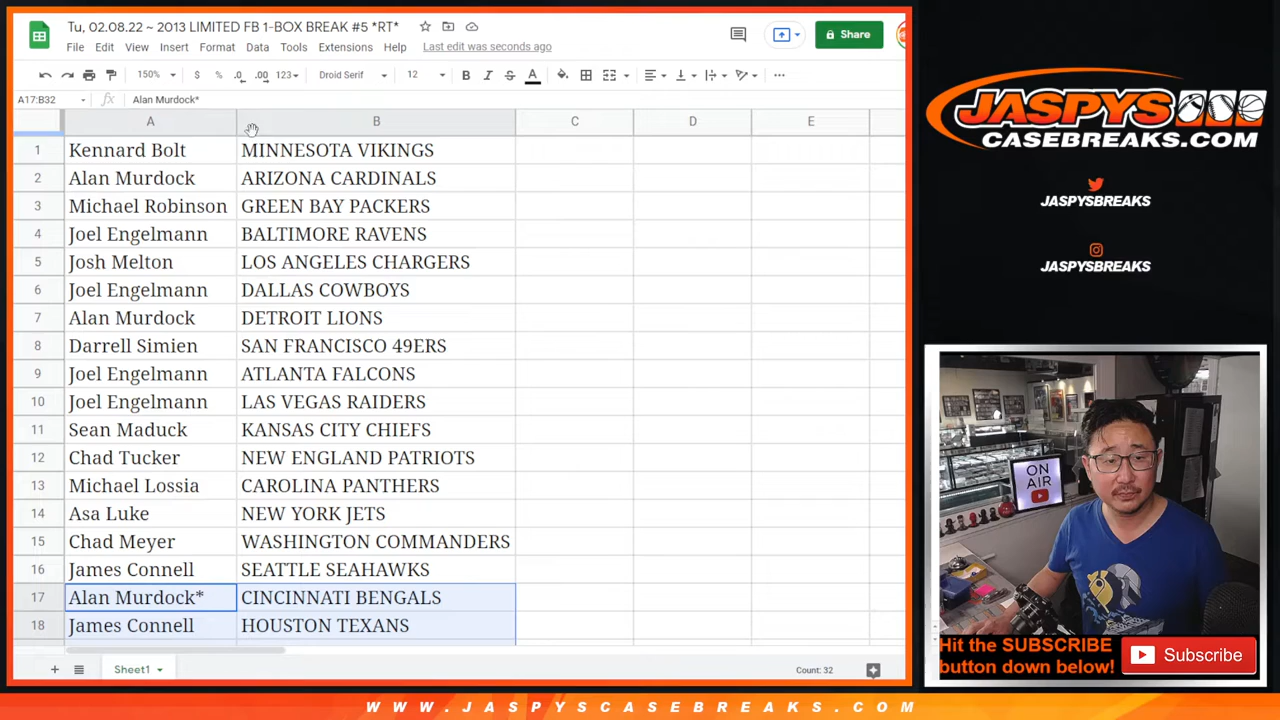 Tu, 02.08.22 ~ 2013 LIMITED FB 1-BOX BREAK #5 *RT*
File Edit View Insert Format Data Tools Extensions Help Last edit was seconds ago
Share
150% $ % .0 .00 123 Droid Serif 12 B I S A
A17:B32 fx Alan Murdock*
A B C D E
1 Kennard Bolt MINNESOTA VIKINGS
2 Alan Murdock ARIZONA CARDINALS
3 Michael Robinson GREEN BAY PACKERS
4 Joel Engelmann BALTIMORE RAVENS
5 Josh Melton LOS ANGELES CHARGERS
6 Joel Engelmann DALLAS COWBOYS
7 Alan Murdock DETROIT LIONS
8 Darrell Simien SAN FRANCISCO 49ERS
9 Joel Engelmann ATLANTA FALCONS
10 Joel Engelmann LAS VEGAS RAIDERS
11 Sean Maduck KANSAS CITY CHIEFS
12 Chad Tucker NEW ENGLAND PATRIOTS
13 Michael Lossia CAROLINA PANTHERS
14 Asa Luke NEW YORK JETS
15 Chad Meyer WASHINGTON COMMANDERS
16 James Connell SEATTLE SEAHAWKS
17 Alan Murdock* CINCINNATI BENGALS
18 James Connell HOUSTON TEXANS
Sheet1
Count: 32
JASPYS
CASEBREAKS.COM
JASPYSBREAKS
JASPYSBREAKS
ON
AIR
Hit the SUBSCRIBE
button down below!
Subscribe
WWW.JASPYSCASEBREAKS.COM